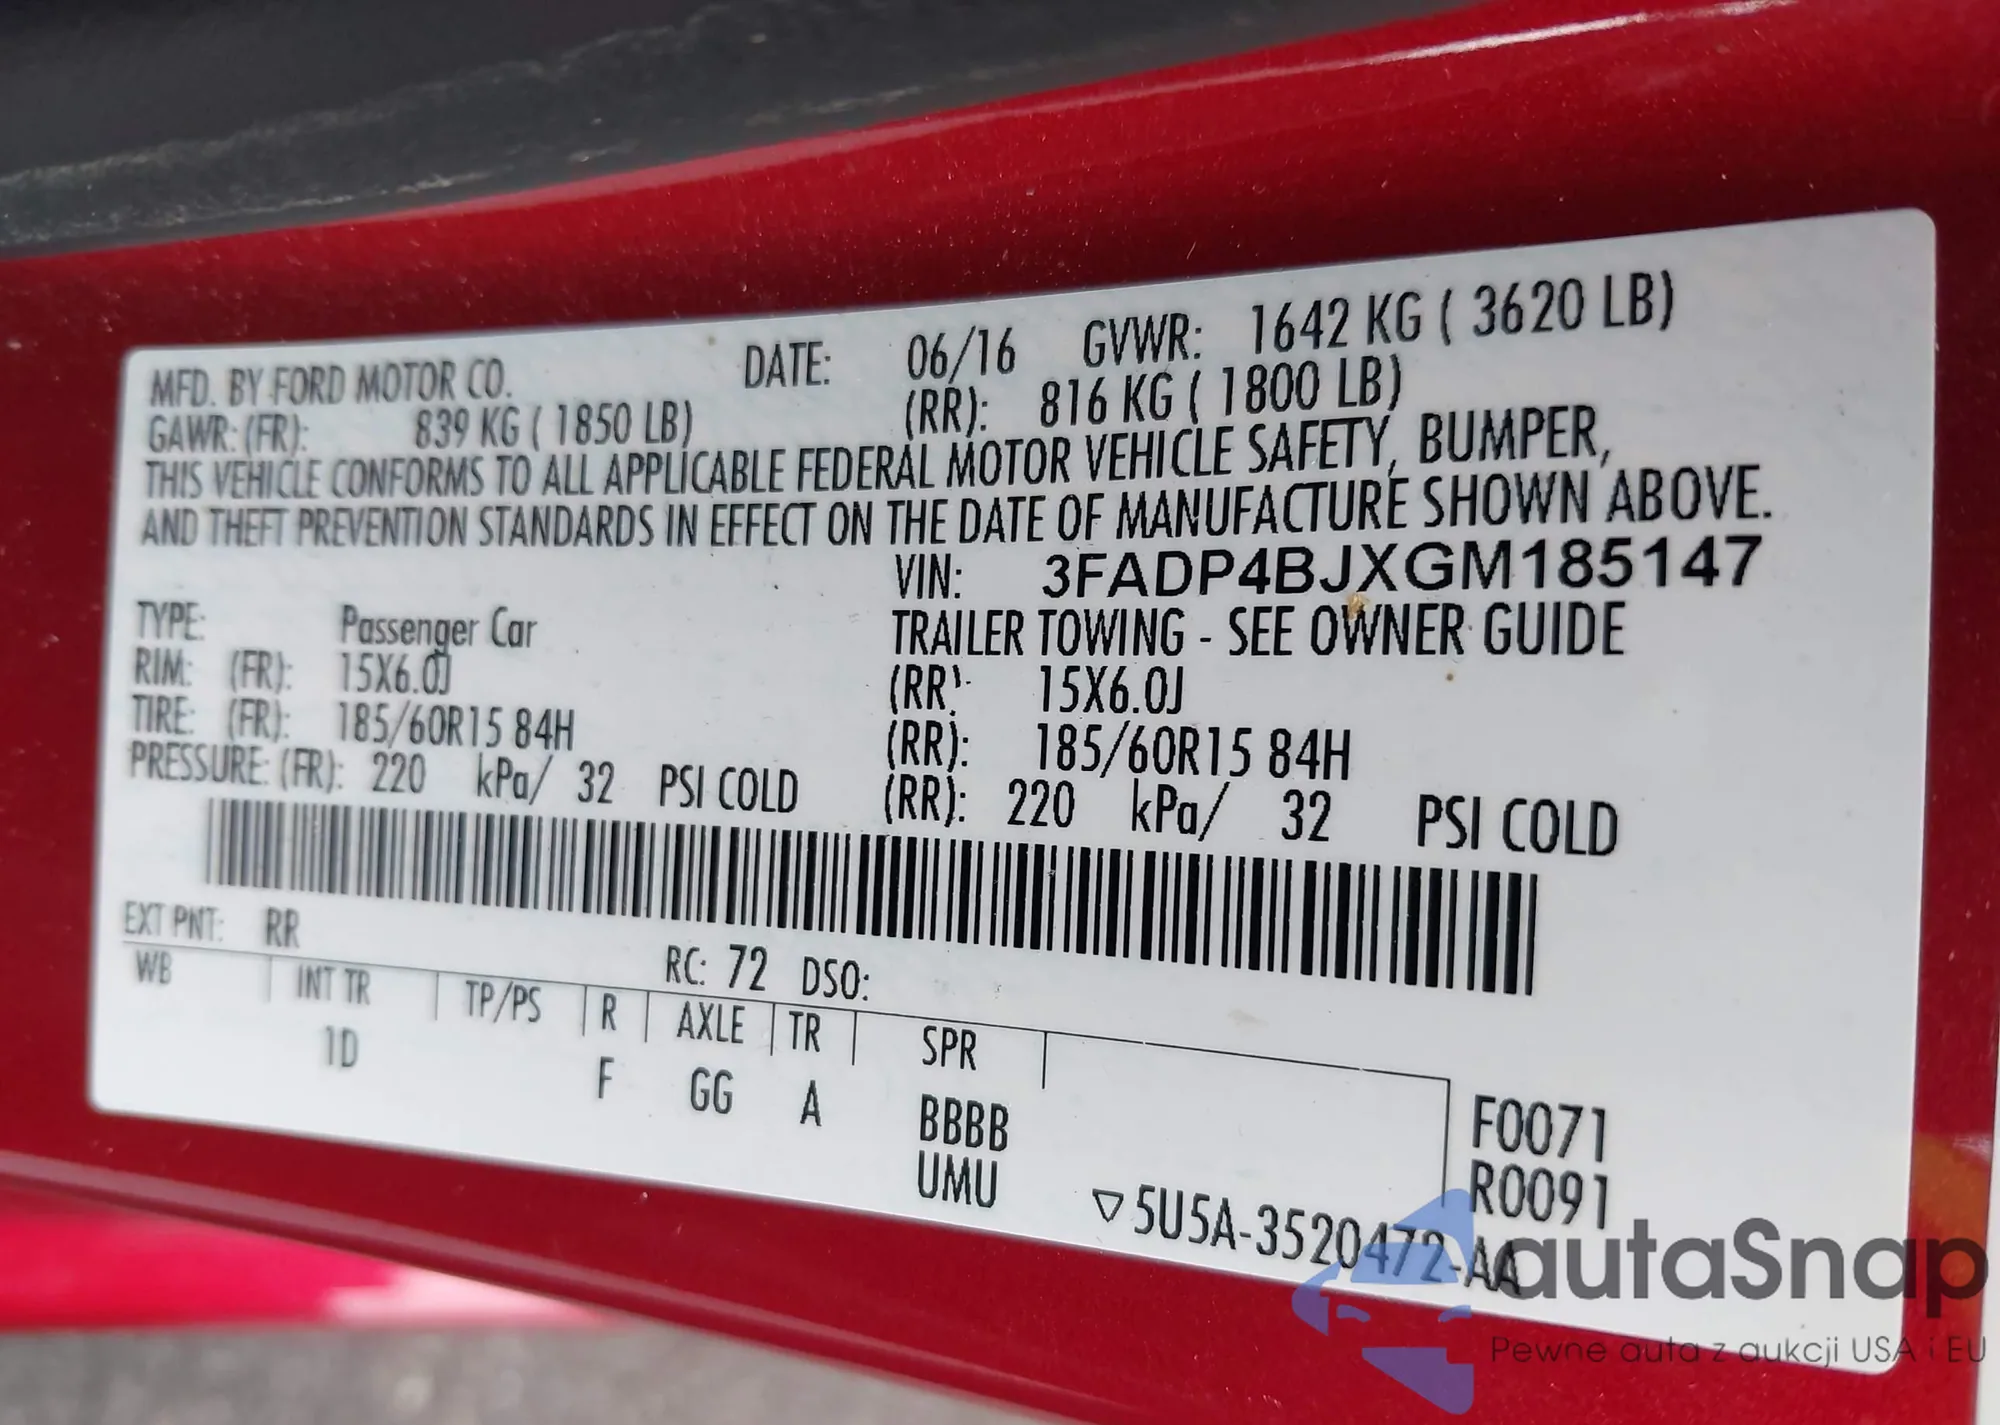 MFD. BY FORD MOTOR CO. DATE: 06/16 GVWR: 1642 KG ( 3620 LB)
GAWR: (FR): 839 KG ( 1850 LB) (RR): 816 KG ( 1800 LB)
THIS VEHICLE CONFORMS TO ALL APPLICABLE FEDERAL MOTOR VEHICLE SAFETY, BUMPER,
AND THEFT PREVENTION STANDARDS IN EFFECT ON THE DATE OF MANUFACTURE SHOWN ABOVE.
VIN: 3FADP4BJXGM185147
TYPE: Passenger Car TRAILER TOWING - SEE OWNER GUIDE
RIM: (FR): 15X6.0J (RR): 15X6.0J
TIRE: (FR): 185/60R15 84H (RR): 185/60R15 84H
PRESSURE: (FR): 220 kPa/ 32 PSI COLD (RR): 220 kPa/ 32 PSI COLD
EXT PNT: RR RC: 72 DSO:
WB INT TR TP/PS R AXLE TR SPR
1D F GG A BBBB F0071
UMU R0091
▽5U5A-3520472-AA
autaSnap
Pewne auta z aukcji USA i EU